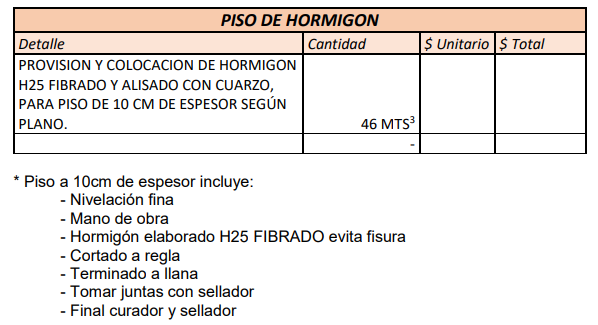 PISO DE HORMIGON
Detalle Cantidad $ Unitario $ Total
PROVISION Y COLOCACION DE HORMIGON
H25 FIBRADO Y ALISADO CON CUARZO,
PARA PISO DE 10 CM DE ESPESOR SEGÚN
PLANO. 46 MTS³
-
* Piso a 10cm de espesor incluye:
- Nivelación fina
- Mano de obra
- Hormigón elaborado H25 FIBRADO evita fisura
- Cortado a regla
- Terminado a llana
- Tomar juntas con sellador
- Final curador y sellador